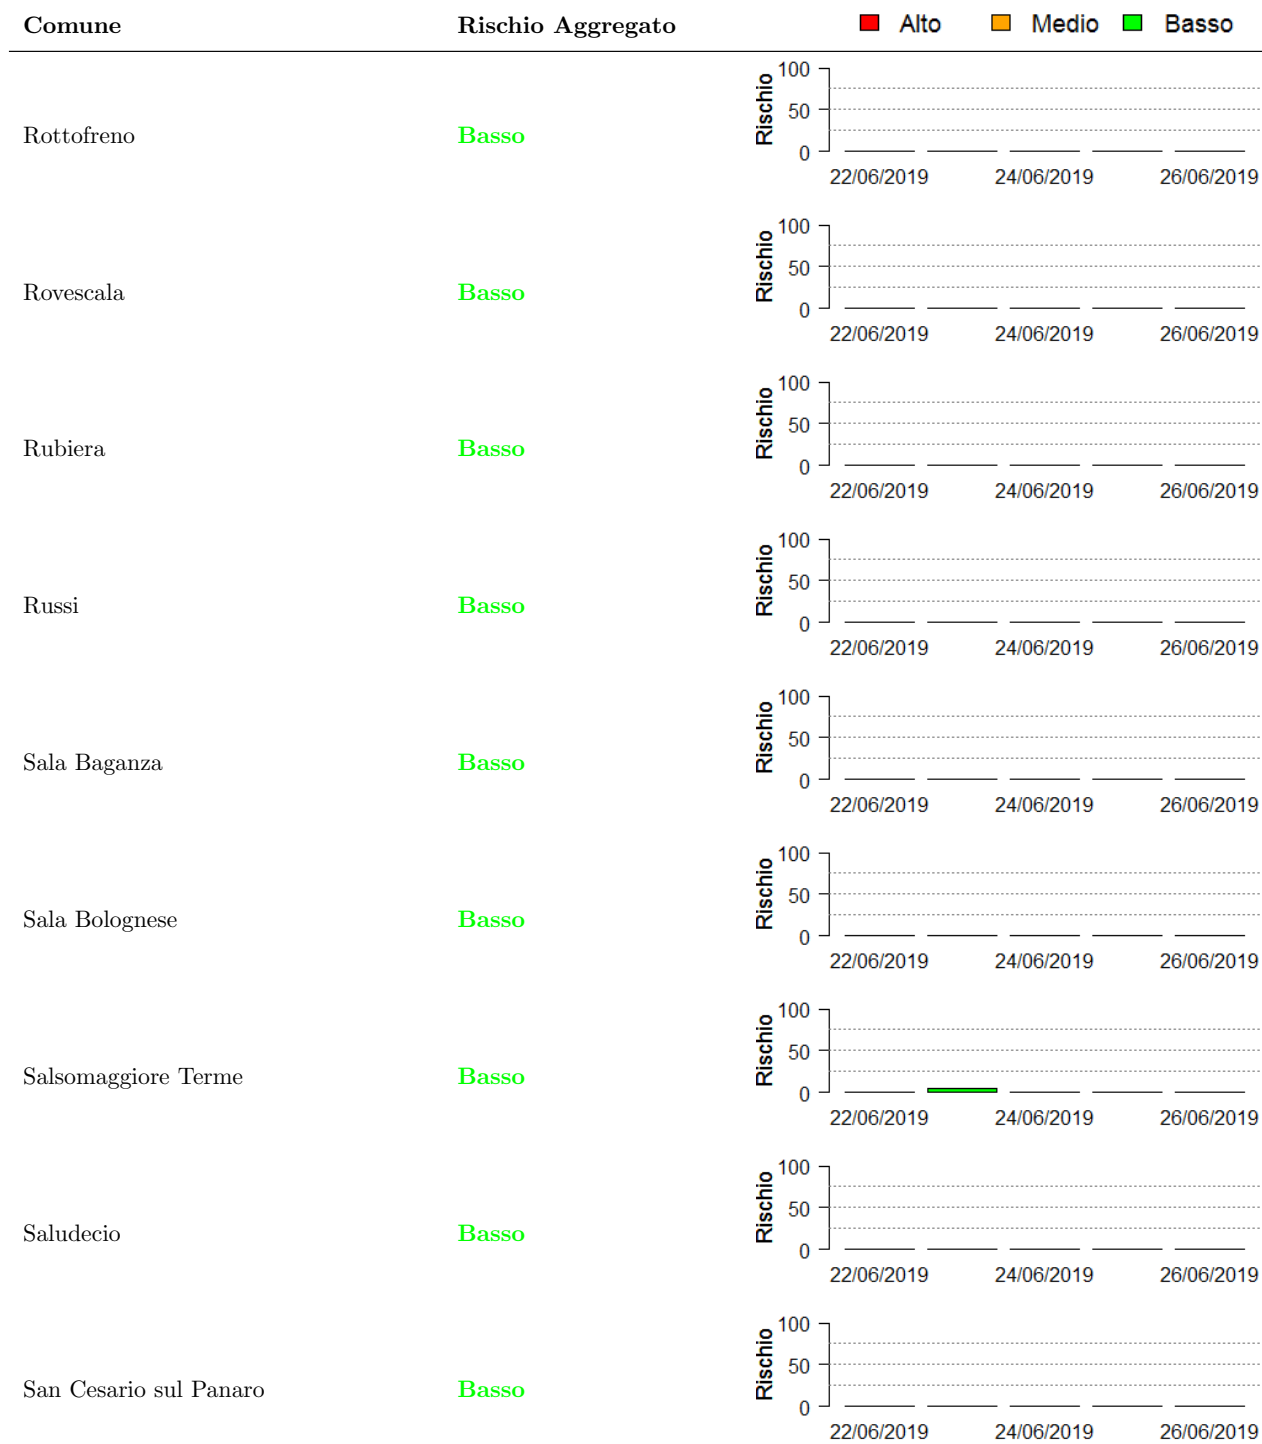 Comune Rischio Aggregato Alto Medio Basso
100
Rischio
50
Rottofreno Basso
0
22/06/2019 24/06/2019 26/06/2019
100
Rischio
50
Rovescala Basso
0
22/06/2019 24/06/2019 26/06/2019
100
Rischio
50
Rubiera Basso
0
22/06/2019 24/06/2019 26/06/2019
100
Rischio
50
Russi Basso
0
22/06/2019 24/06/2019 26/06/2019
100
Rischio
50
Sala Baganza Basso
0
22/06/2019 24/06/2019 26/06/2019
100
Rischio
50
Sala Bolognese Basso
0
22/06/2019 24/06/2019 26/06/2019
100
Rischio
50
Salsomaggiore Terme Basso
0
22/06/2019 24/06/2019 26/06/2019
100
Rischio
50
Saludecio Basso
0
22/06/2019 24/06/2019 26/06/2019
100
Rischio
50
San Cesario sul Panaro Basso
0
22/06/2019 24/06/2019 26/06/2019